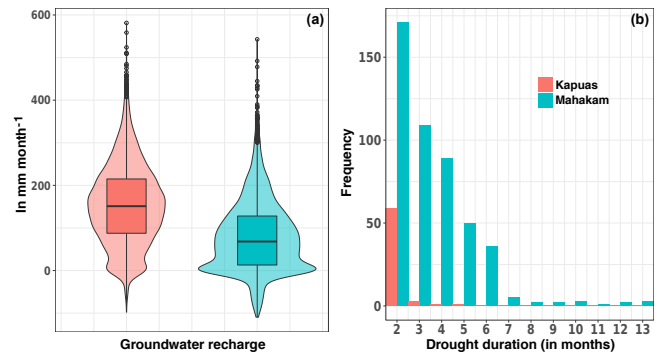 (a)
600
400
200
0
In mm month-1
Groundwater recharge
(b)
150
100
50
0
Frequency
Kapuas
Mahakam
2 3 4 5 6 7 8 9 10 11 12 13
Drought duration (in months)